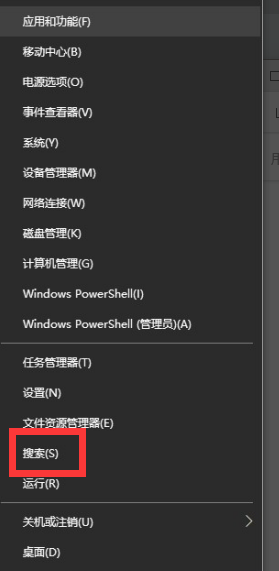 应用和功能(F)
移动中心(B)
电源选项(O)
事件查看器(V)
系统(Y)
设备管理器(M)
网络连接(W)
磁盘管理(K)
计算机管理(G)
Windows PowerShell(I)
Windows PowerShell (管理员)(A)
任务管理器(T)
设置(N)
文件资源管理器(E)
搜索(S)
运行(R)
关机或注销(U)
桌面(D)